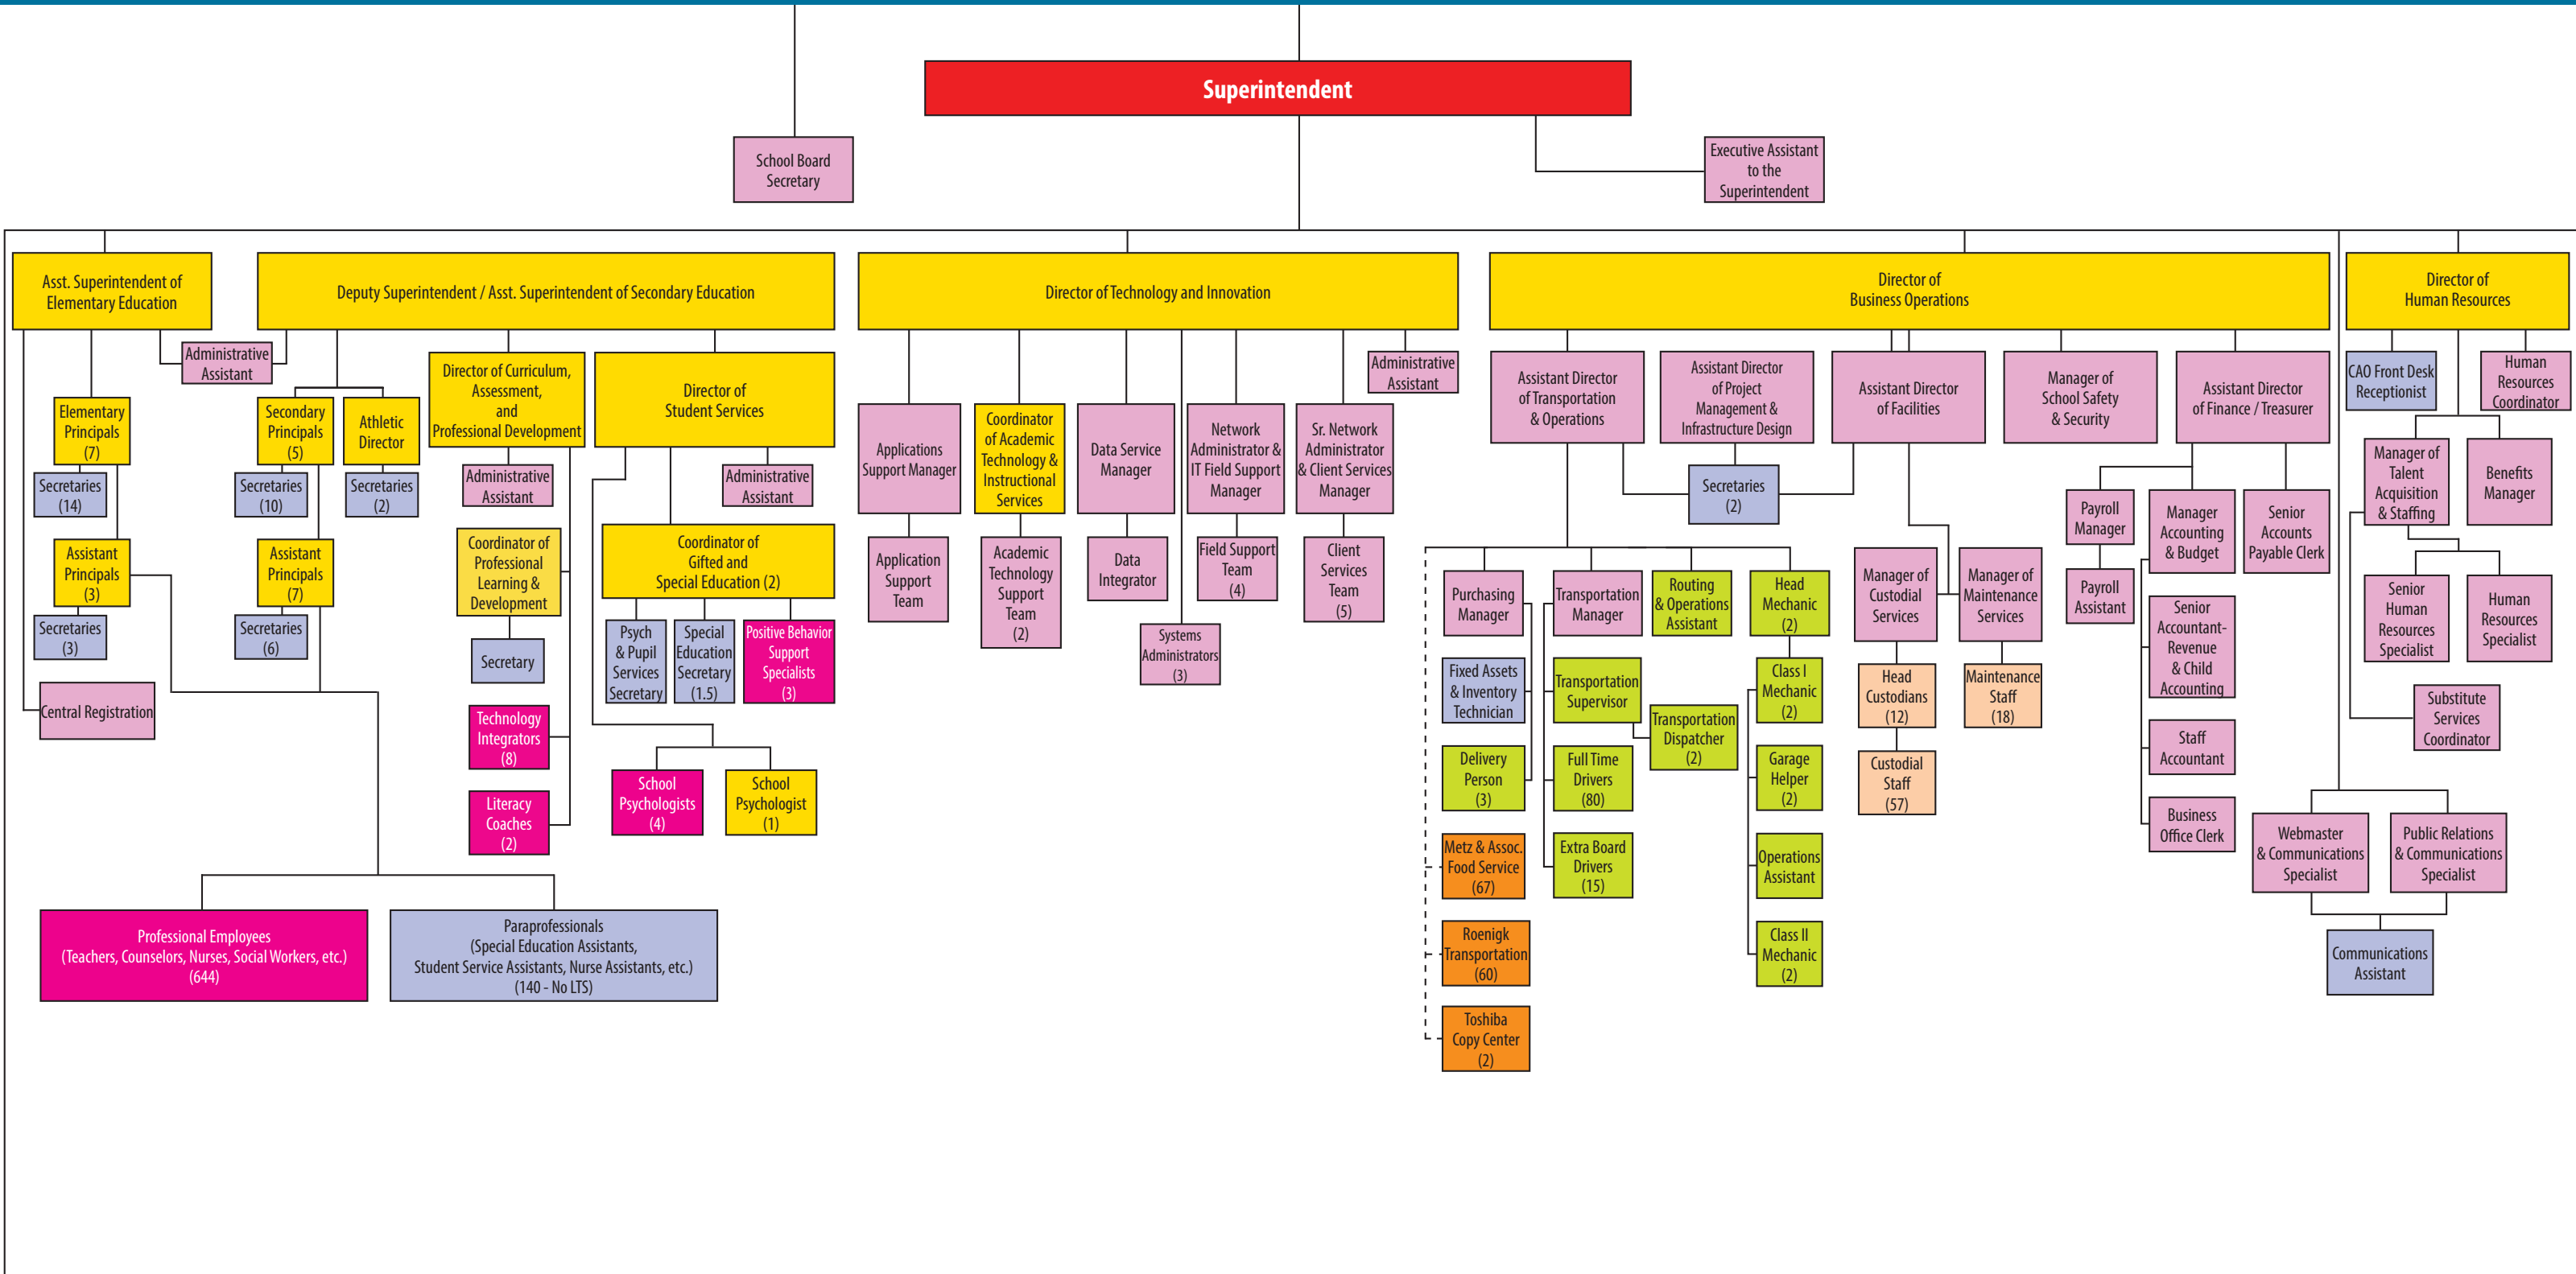 Superintendent
School Board
Secretary
Executive Assistant
to the
Superintendent
Asst. Superintendent of
Elementary Education
Deputy Superintendent / Asst. Superintendent of Secondary Education
Director of Technology and Innovation
Director of
Business Operations
Director of
Human Resources
Administrative
Assistant
Elementary
Principals
(7)
Secretaries
(14)
Assistant
Principals
(3)
Secretaries
(3)
Central Registration
Secondary
Principals
(5)
Secretaries
(10)
Assistant
Principals
(7)
Secretaries
(6)
Athletic
Director
Secretaries
(2)
Director of Curriculum,
Assessment,
and
Professional Development
Administrative
Assistant
Coordinator of
Professional
Learning &
Development
Secretary
Technology
Integrators
(8)
Literacy
Coaches
(2)
Director of
Student Services
Administrative
Assistant
Coordinator of
Gifted and
Special Education (2)
Psych
& Pupil
Services
Secretary
Special
Education
Secretary
(1.5)
Positive Behavior
Support
Specialists
(3)
School
Psychologists
(4)
School
Psychologist
(1)
Professional Employees
(Teachers, Counselors, Nurses, Social Workers, etc.)
(644)
Paraprofessionals
(Special Education Assistants,
Student Service Assistants, Nurse Assistants, etc.)
(140 - No LTS)
Applications
Support Manager
Application
Support
Team
Coordinator
of Academic
Technology &
Instructional
Services
Academic
Technology
Support
Team
(2)
Data Service
Manager
Data
Integrator
Systems
Administrators
(3)
Network
Administrator &
IT Field Support
Manager
Field Support
Team
(4)
Sr. Network
Administrator
& Client Services
Manager
Client
Services
Team
(5)
Administrative
Assistant
Assistant Director
of Transportation
& Operations
Assistant Director
of Project
Management &
Infrastructure Design
Assistant Director
of Facilities
Manager of
School Safety
& Security
Assistant Director
of Finance / Treasurer
Secretaries
(2)
Purchasing
Manager
Fixed Assets
& Inventory
Technician
Delivery
Person
(3)
Metz & Assoc.
Food Service
(67)
Roenigk
Transportation
(60)
Toshiba
Copy Center
(2)
Transportation
Manager
Transportation
Supervisor
Transportation
Dispatcher
(2)
Full Time
Drivers
(80)
Extra Board
Drivers
(15)
Routing
& Operations
Assistant
Head
Mechanic
(2)
Class I
Mechanic
(2)
Garage
Helper
(2)
Operations
Assistant
Class II
Mechanic
(2)
Manager of
Custodial
Services
Head
Custodians
(12)
Custodial
Staff
(57)
Manager of
Maintenance
Services
Maintenance
Staff
(18)
Payroll
Manager
Payroll
Assistant
Manager
Accounting
& Budget
Senior
Accountant-
Revenue
& Child
Accounting
Staff
Accountant
Business
Office Clerk
Senior
Accounts
Payable Clerk
CAO Front Desk
Receptionist
Human
Resources
Coordinator
Manager of
Talent
Acquisition
& Staffing
Benefits
Manager
Senior
Human
Resources
Specialist
Human
Resources
Specialist
Substitute
Services
Coordinator
Webmaster
& Communications
Specialist
Public Relations
& Communications
Specialist
Communications
Assistant